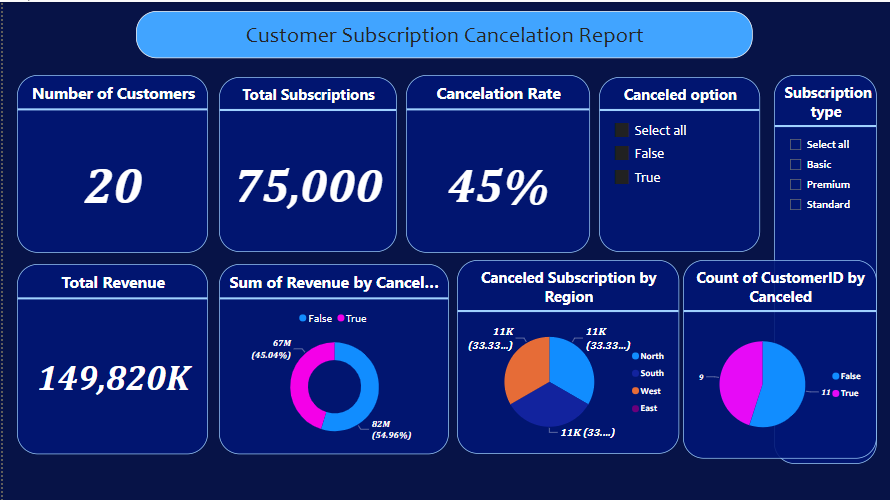 Customer Subscription Cancelation Report
Number of Customers
20
Total Subscriptions
75,000
Cancelation Rate
45%
Canceled option
Select all
False
True
Subscription
type
Select all
Basic
Premium
Standard
Total Revenue
149,820K
Sum of Revenue by Cancel...
False True
67M
(45.04%)
82M
(54.96%)
Canceled Subscription by
Region
11K
(33.33...)
11K
(33.33...)
11K (33....)
North
South
West
East
Count of CustomerID by
Canceled
9
11
False
True